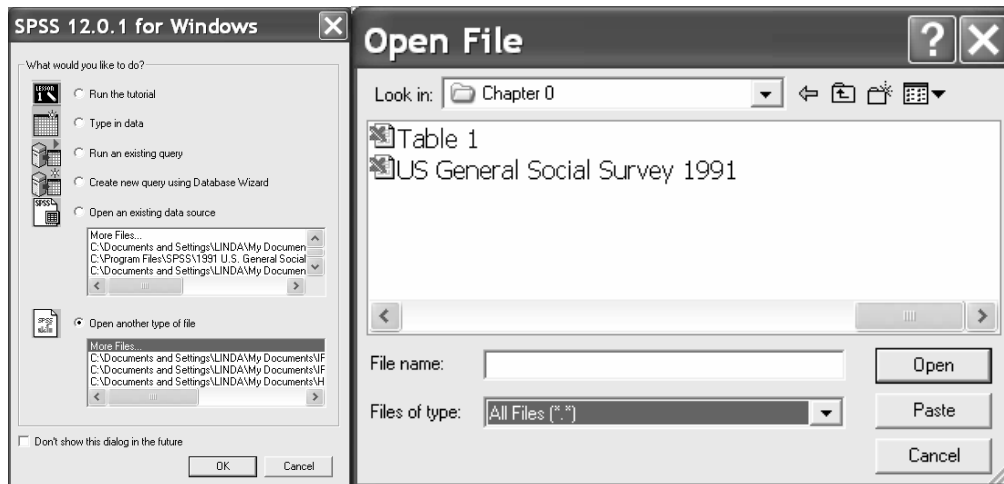 SPSS 12.0.1 for Windows
What would you like to do?
Run the tutorial
Type in data
Run an existing query
Create new query using Database Wizard
Open an existing data source
More Files...
C:\Documents and Settings\LINDA\My Documen
C:\Program Files\SPSS\1991 U.S. General Social
C:\Documents and Settings\LINDA\My Documen
Open another type of file
More Files...
C:\Documents and Settings\LINDA\My Documents\IF
C:\Documents and Settings\LINDA\My Documents\IF
C:\Documents and Settings\LINDA\My Documents\H
Don't show this dialog in the future
OK Cancel
Open File
Look in: Chapter 0
Table 1
US General Social Survey 1991
File name:
Open
Files of type: All Files (*.*)
Paste
Cancel